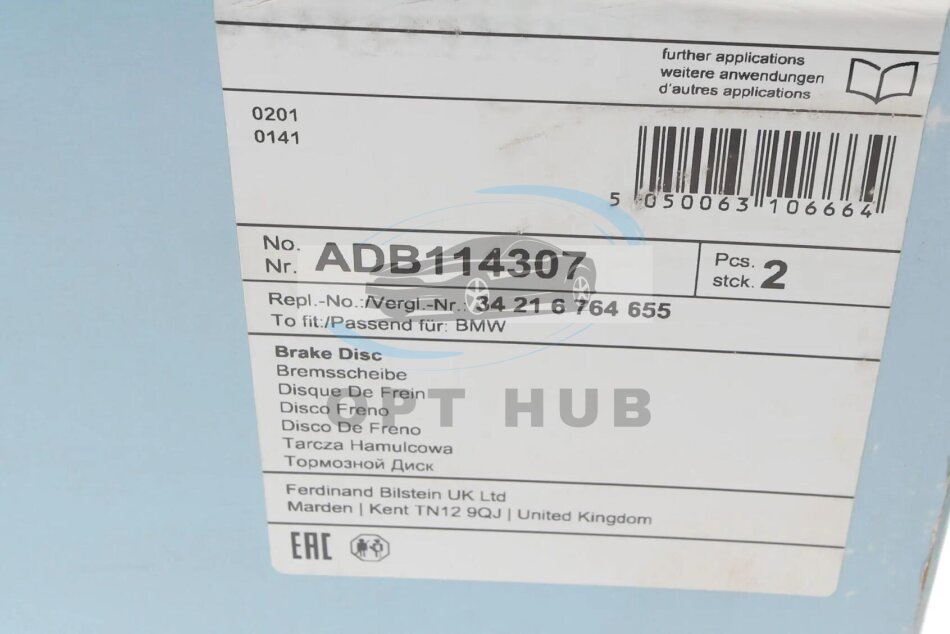 further applications
weitere anwendungen
d'autres applications
0201
0141
5 050063 106664
No. ADB114307
Nr.
Pcs. 2
stck.
Repl.-No.:/Vergl.-Nr.: 34 21 6 764 655
To fit:/Passend für: BMW
Brake Disc
Bremsscheibe
Disque De Frein
Disco Freno
Disco De Freno
Tarcza Hamulcowa
Тормозной Диск
OPT HUB
Ferdinand Bilstein UK Ltd
Marden | Kent TN12 9QJ | United Kingdom
EAC